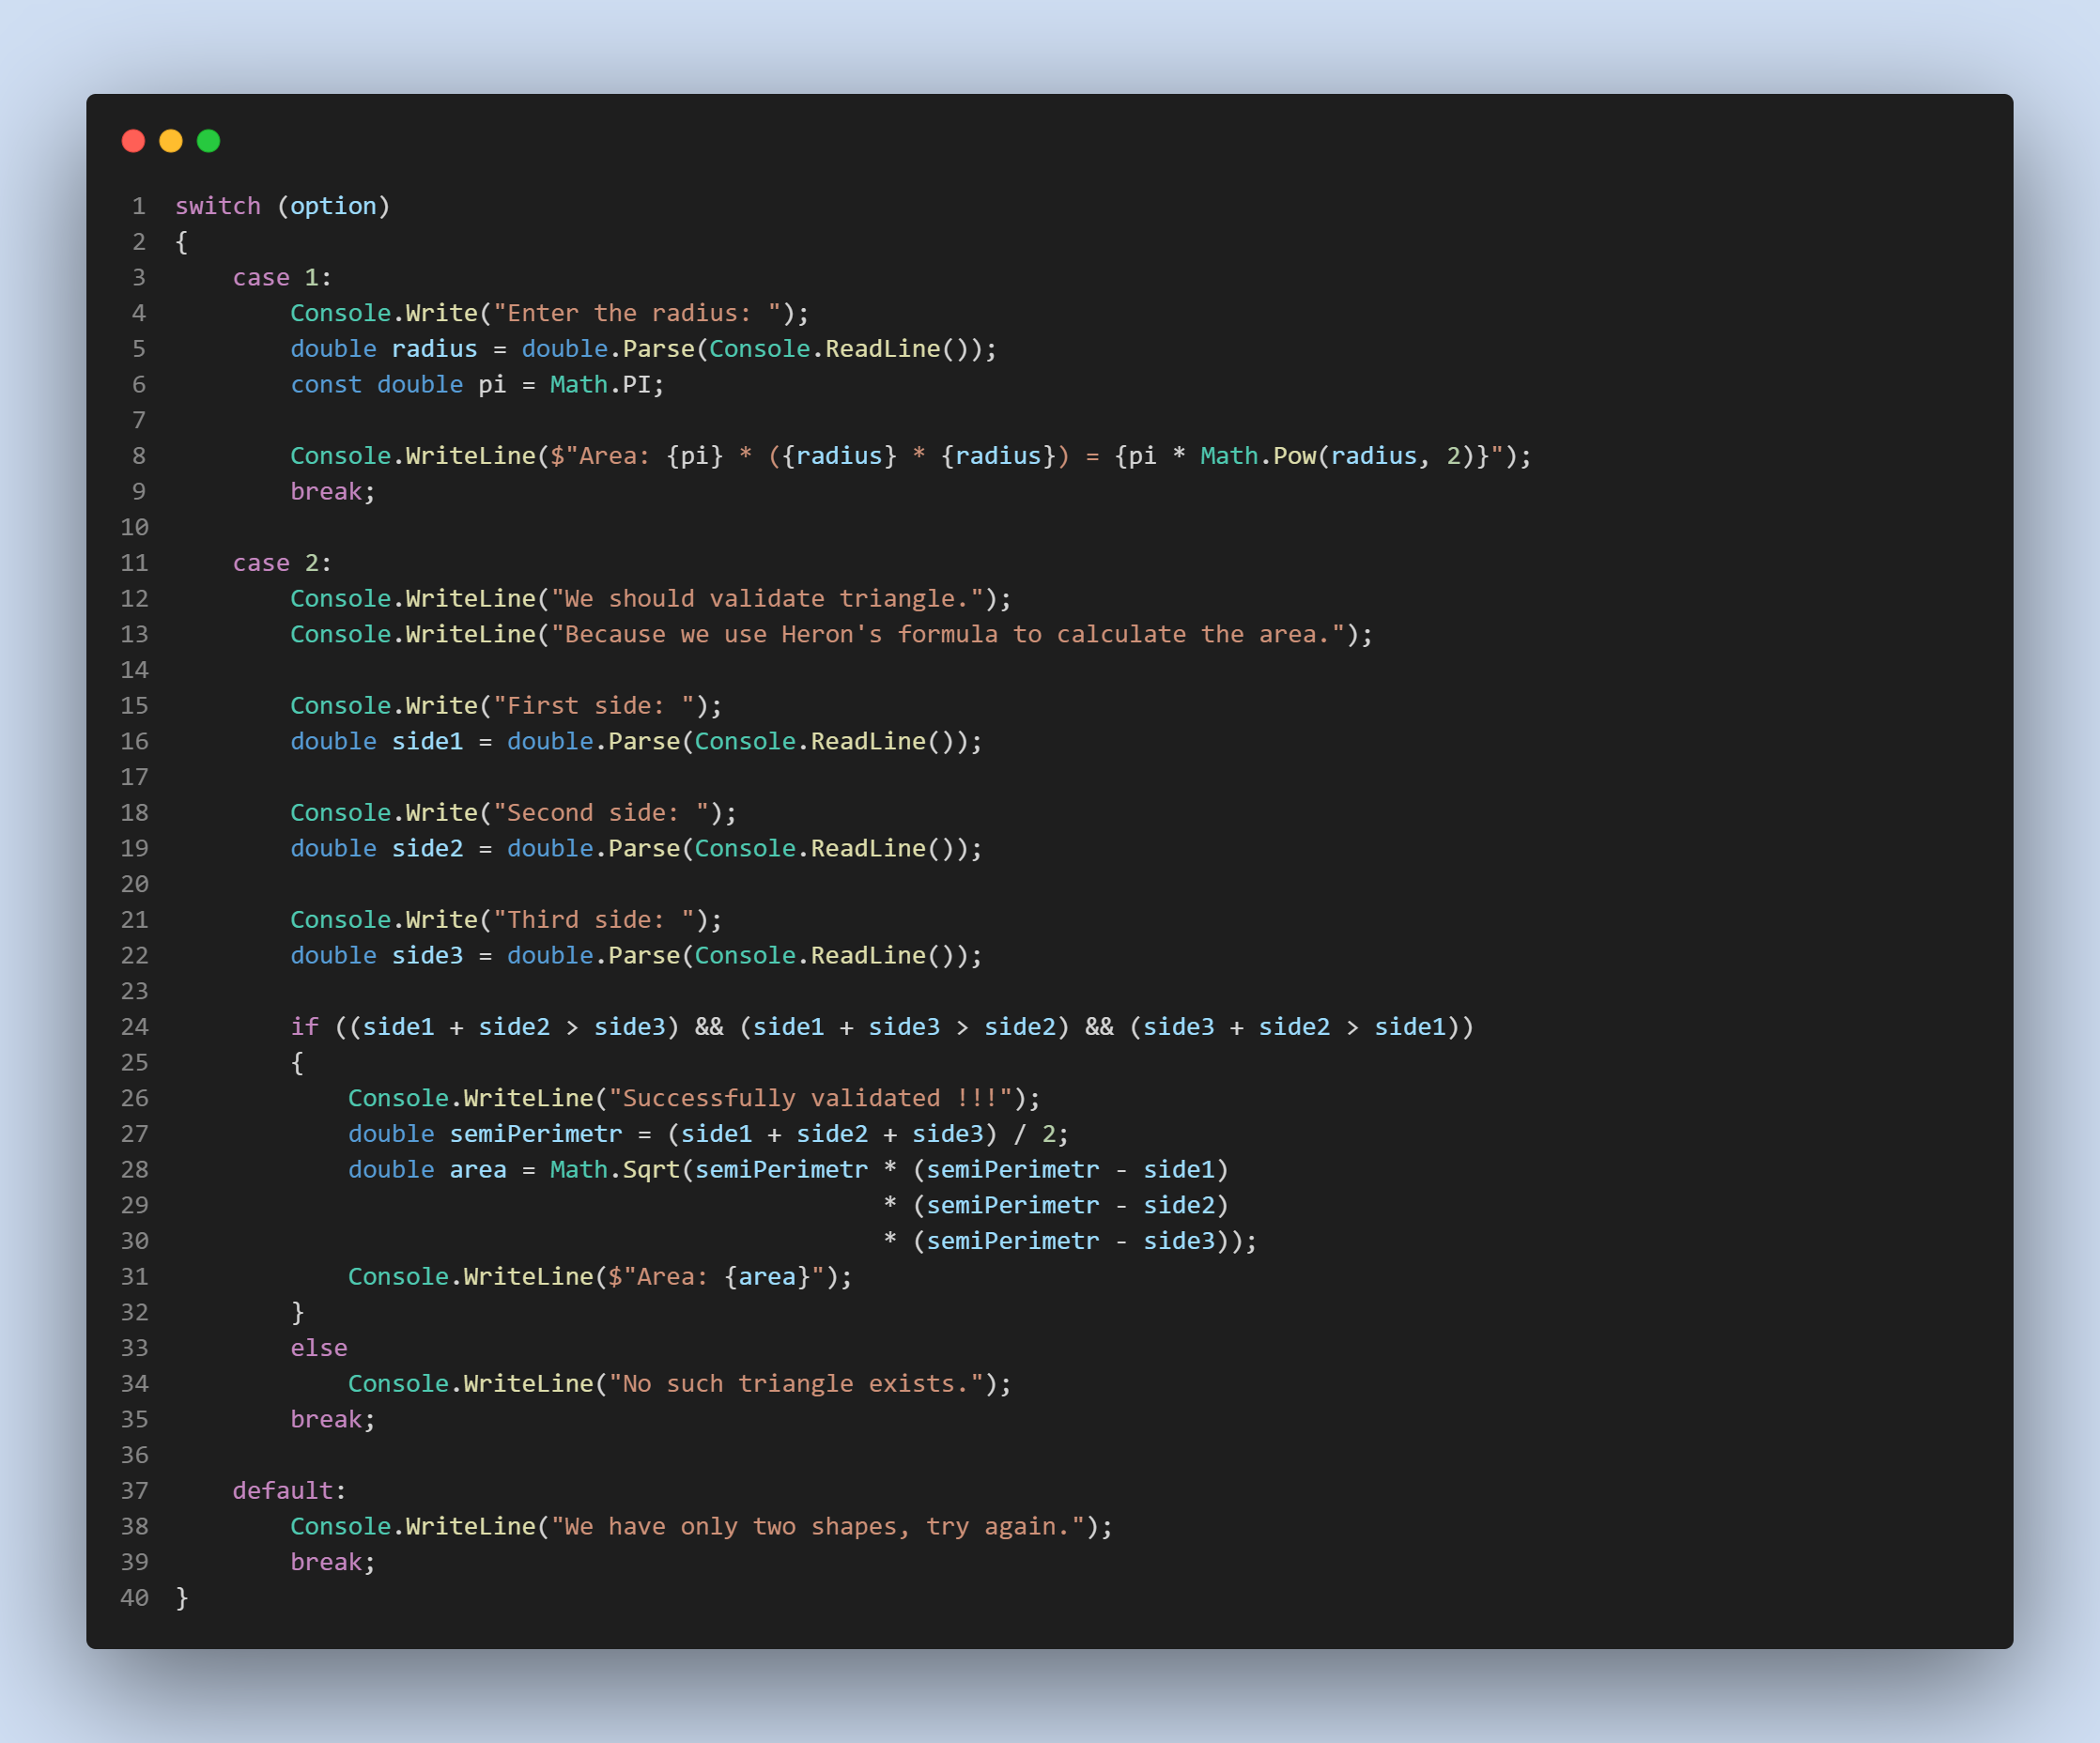 1 switch (option)
2 {
3     case 1:
4         Console.Write("Enter the radius: ");
5         double radius = double.Parse(Console.ReadLine());
6         const double pi = Math.PI;
7
8         Console.WriteLine($"Area: {pi} * ({radius} * {radius}) = {pi * Math.Pow(radius, 2)}");
9         break;
10
11     case 2:
12         Console.WriteLine("We should validate triangle.");
13         Console.WriteLine("Because we use Heron's formula to calculate the area.");
14
15         Console.Write("First side: ");
16         double side1 = double.Parse(Console.ReadLine());
17
18         Console.Write("Second side: ");
19         double side2 = double.Parse(Console.ReadLine());
20
21         Console.Write("Third side: ");
22         double side3 = double.Parse(Console.ReadLine());
23
24         if ((side1 + side2 > side3) && (side1 + side3 > side2) && (side3 + side2 > side1))
25         {
26             Console.WriteLine("Successfully validated !!!");
27             double semiPerimetr = (side1 + side2 + side3) / 2;
28             double area = Math.Sqrt(semiPerimetr * (semiPerimetr - side1)
29                                                  * (semiPerimetr - side2)
30                                                  * (semiPerimetr - side3));
31             Console.WriteLine($"Area: {area}");
32         }
33         else
34             Console.WriteLine("No such triangle exists.");
35         break;
36
37     default:
38         Console.WriteLine("We have only two shapes, try again.");
39         break;
40 }